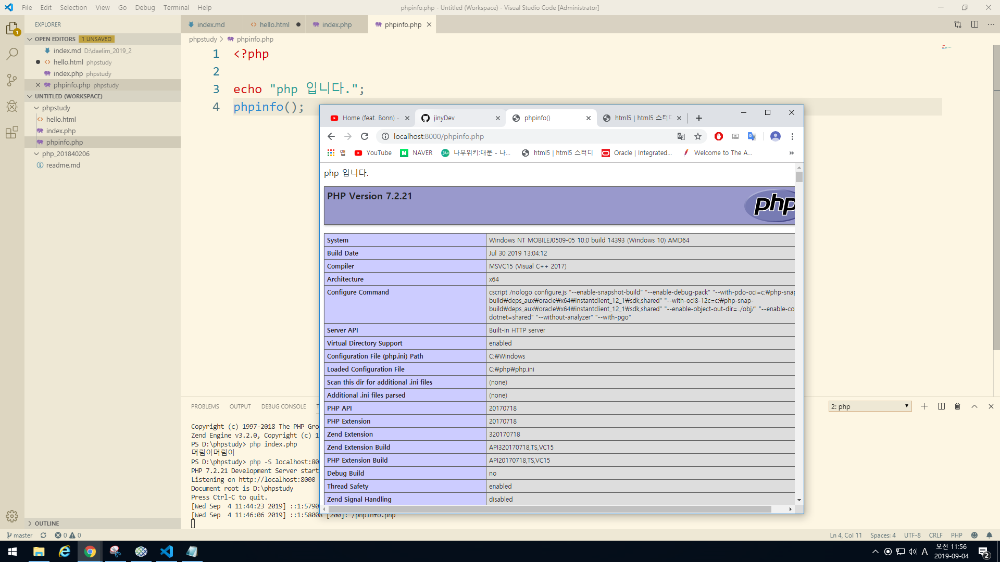 File Edit Selection View Go Debug Terminal Help
phpinfo.php - Untitled (Workspace) - Visual Studio Code [Administrator]
EXPLORER
OPEN EDITORS 1 UNSAVED
index.md D:\daelim_2019_2
hello.html phpstudy
index.php phpstudy
phpinfo.php phpstudy
UNTITLED (WORKSPACE)
phpstudy
hello.html
index.php
phpinfo.php
php_201840206
readme.md
OUTLINE
1
index.md
hello.html
index.php
phpinfo.php
phpstudy > phpinfo.php
1 <?php
2
3 echo "php 입니다.";
4 phpinfo();
Home (feat. Bonn) -
jinyDev
phpinfo()
html5 | html5 스터디
localhost:8000/phpinfo.php
앱 YouTube NAVER 나무위키:대문 - 나... html5 | html5 스터디 Oracle | Integrated... Welcome to The A... »
php 입니다.
PHP Version 7.2.21
php
System Windows NT MOBILEJ0509-05 10.0 build 14393 (Windows 10) AMD64
Build Date Jul 30 2019 13:04:12
Compiler MSVC15 (Visual C++ 2017)
Architecture x64
Configure Command cscript /nologo configure.js "--enable-snapshot-build" "--enable-debug-pack" "--with-pdo-oci=c:₩php-snap
build₩deps_aux₩oracle₩x64₩instantclient_12_1₩sdk,shared" "--with-oci8-12c=c:₩php-snap-
build₩deps_aux₩oracle₩x64₩instantclient_12_1₩sdk,shared" "--enable-object-out-dir=../obj/" "--enable-co
dotnet=shared" "--without-analyzer" "--with-pgo"
Server API Built-in HTTP server
Virtual Directory Support enabled
Configuration File (php.ini) Path C:₩Windows
Loaded Configuration File C:₩php₩php.ini
Scan this dir for additional .ini files (none)
Additional .ini files parsed (none)
PHP API 20170718
PHP Extension 20170718
Zend Extension 320170718
Zend Extension Build API320170718,TS,VC15
PHP Extension Build API20170718,TS,VC15
Debug Build no
Thread Safety enabled
Zend Signal Handling disabled
PROBLEMS OUTPUT DEBUG CONSOLE T
2: php
Copyright (c) 1997-2018 The PHP Gro
Zend Engine v3.2.0, Copyright (c) 1
PS D:\phpstudy> php index.php
머림이머림이
PS D:\phpstudy> php -S localhost:80
PHP 7.2.21 Development Server start
Listening on http://localhost:8000
Document root is D:\phpstudy
Press Ctrl-C to quit.
[Wed Sep 4 11:44:23 2019] ::1:5790
[Wed Sep 4 11:46:06 2019] ::1:58008 [200]: /phpinfo.php
master 0 0
Ln 4, Col 11 Spaces: 4 UTF-8 CRLF PHP
A 오전 11:56
2019-09-04
2